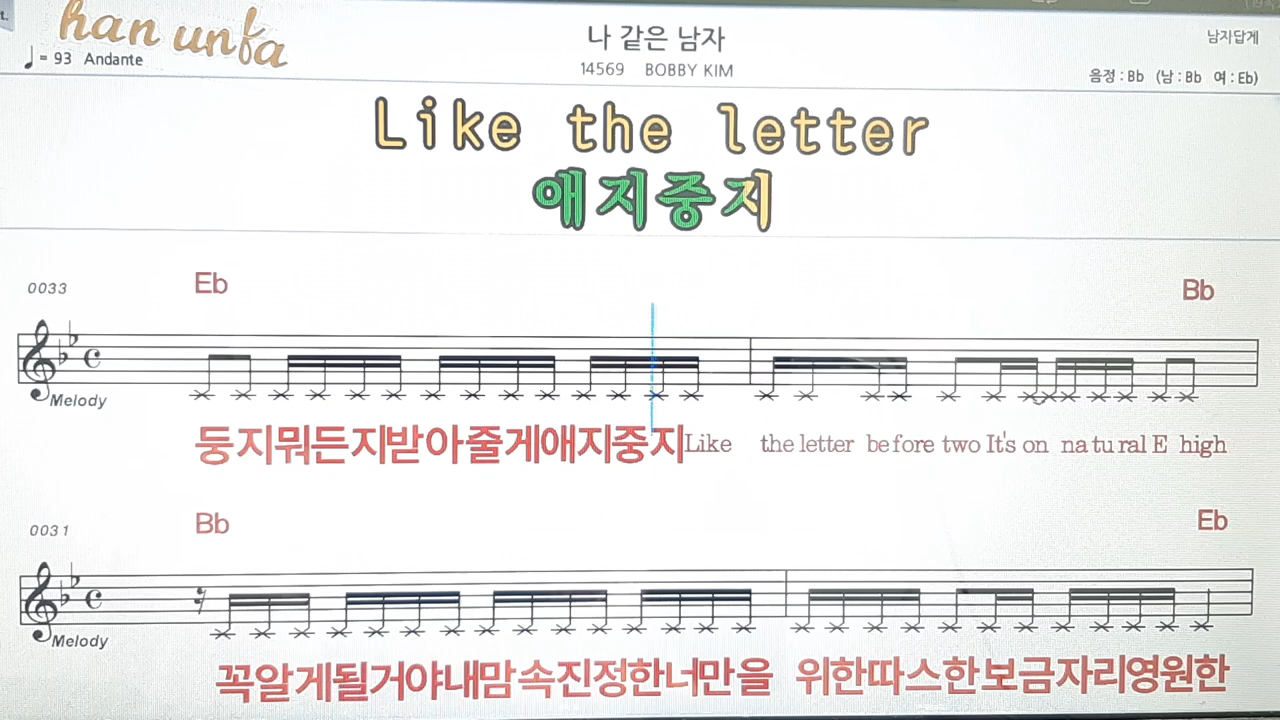 han unfa
♩ = 93 Andante
나 같은 남자
14569 BOBBY KIM
남자답게
음정 : Bb (남 : Bb 여 : Eb)
Like the letter
애지중지
0033
Eb
Bb
Melody
둥지뭐든지받아줄게애지중지Like the letter before two It's on natural E high
0031
Bb
Eb
Melody
꼭알게될거야내맘속진정한너만을 위한따스한보금자리영원한